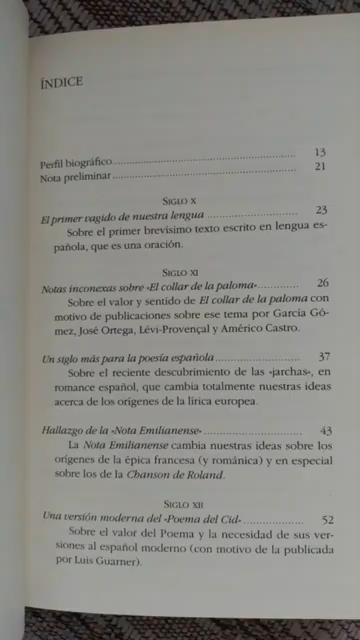 ÍNDICE
Perfil biográfico................................................ 13
Nota preliminar................................................ 21
SIGLO X
El primer vagido de nuestra lengua ........................ 23
Sobre el primer brevísimo texto escrito en lengua es-
pañola, que es una oración.
SIGLO XI
Notas inconexas sobre «El collar de la paloma»............ 26
Sobre el valor y sentido de El collar de la paloma con
motivo de publicaciones sobre ese tema por García Gó-
mez, José Ortega, Lévi-Provençal y Américo Castro.
Un siglo más para la poesía española...................... 37
Sobre el reciente descubrimiento de las «jarchas», en
romance español, que cambia totalmente nuestras ideas
acerca de los orígenes de la lírica europea.
Hallazgo de la «Nota Emilianense»......................... 43
La Nota Emilianense cambia nuestras ideas sobre los
orígenes de la épica francesa (y románica) y en especial
sobre los de la Chanson de Roland.
SIGLO XII
Una versión moderna del «Poema del Cid» ................ 52
Sobre el valor del Poema y la necesidad de sus ver-
siones al español moderno (con motivo de la publicada
por Luis Guarner).